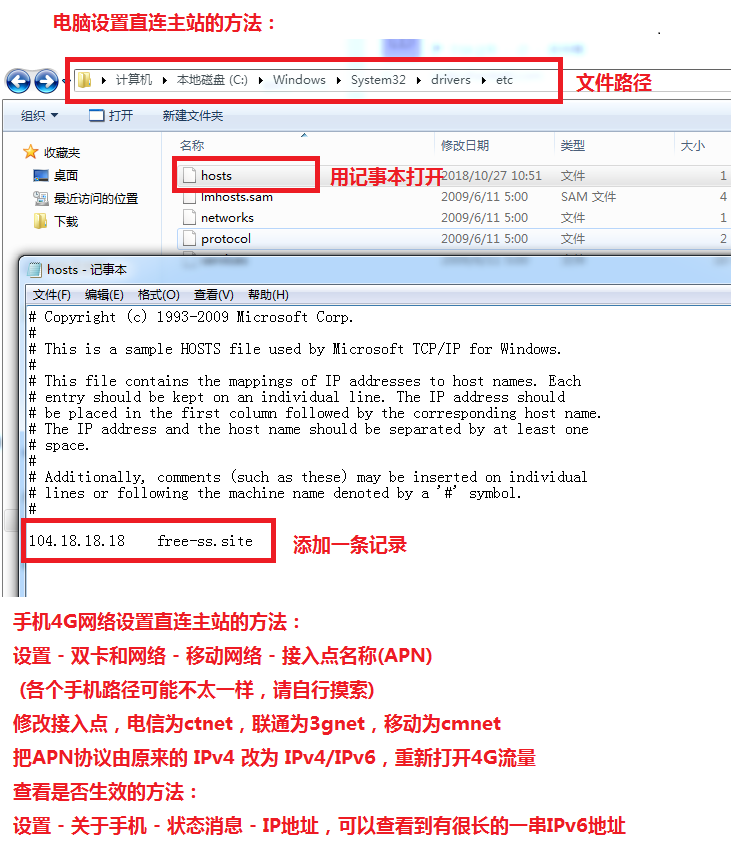 电脑设置直连主站的方法：
计算机 本地磁盘 (C:) Windows System32 drivers etc
文件路径
组织 打开 新建文件夹
收藏夹
桌面
最近访问的位置
下载
名称 修改日期 类型 大小
hosts 2018/10/27 10:51 文件 1
用记事本打开
lmhosts.sam 2009/6/11 5:00 SAM 文件 4
networks 2009/6/11 5:00 文件 1
protocol 2009/6/11 5:00 文件 2
hosts - 记事本
文件(F) 编辑(E) 格式(O) 查看(V) 帮助(H)
# Copyright (c) 1993-2009 Microsoft Corp.
#
# This is a sample HOSTS file used by Microsoft TCP/IP for Windows.
#
# This file contains the mappings of IP addresses to host names. Each
# entry should be kept on an individual line. The IP address should
# be placed in the first column followed by the corresponding host name.
# The IP address and the host name should be separated by at least one
# space.
#
# Additionally, comments (such as these) may be inserted on individual
# lines or following the machine name denoted by a '#' symbol.
#
104.18.18.18 free-ss.site
添加一条记录
手机4G网络设置直连主站的方法：
设置 - 双卡和网络 - 移动网络 - 接入点名称(APN)
(各个手机路径可能不太一样，请自行摸索)
修改接入点，电信为ctnet，联通为3gnet，移动为cmnet
把APN协议由原来的 IPv4 改为 IPv4/IPv6，重新打开4G流量
查看是否生效的方法：
设置 - 关于手机 - 状态消息 - IP地址，可以查看到有很长的一串IPv6地址